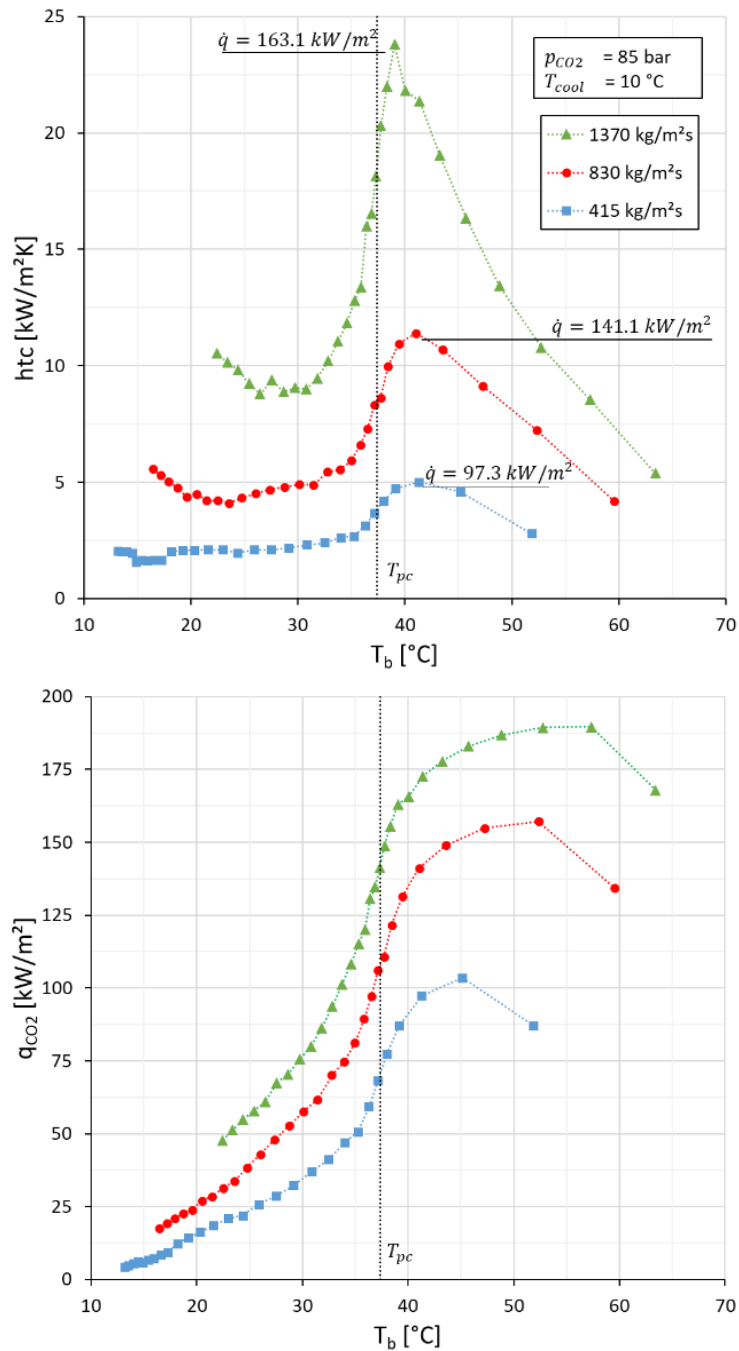 25
20
15
10
5
0
htc [kW/m²K]
q̇ = 163.1 kW/m²
p_CO2 = 85 bar
T_cool = 10 °C
1370 kg/m²s
830 kg/m²s
415 kg/m²s
q̇ = 141.1 kW/m²
q̇ = 97.3 kW/m²
T_pc
10 20 30 40 50 60 70
T_b [°C]
200
175
150
125
100
75
50
25
0
q_CO2 [kW/m²]
T_pc
10 20 30 40 50 60 70
T_b [°C]